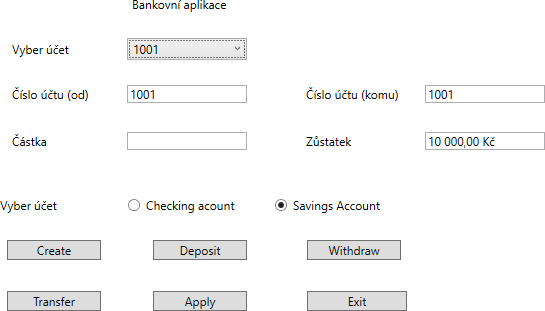 Bankovní aplikace
Vyber účet 1001
Číslo účtu (od) 1001 Číslo účtu (komu) 1001
Částka Zůstatek 10 000,00 Kč
Vyber účet Checking acount Savings Account
Create Deposit Withdraw
Transfer Apply Exit